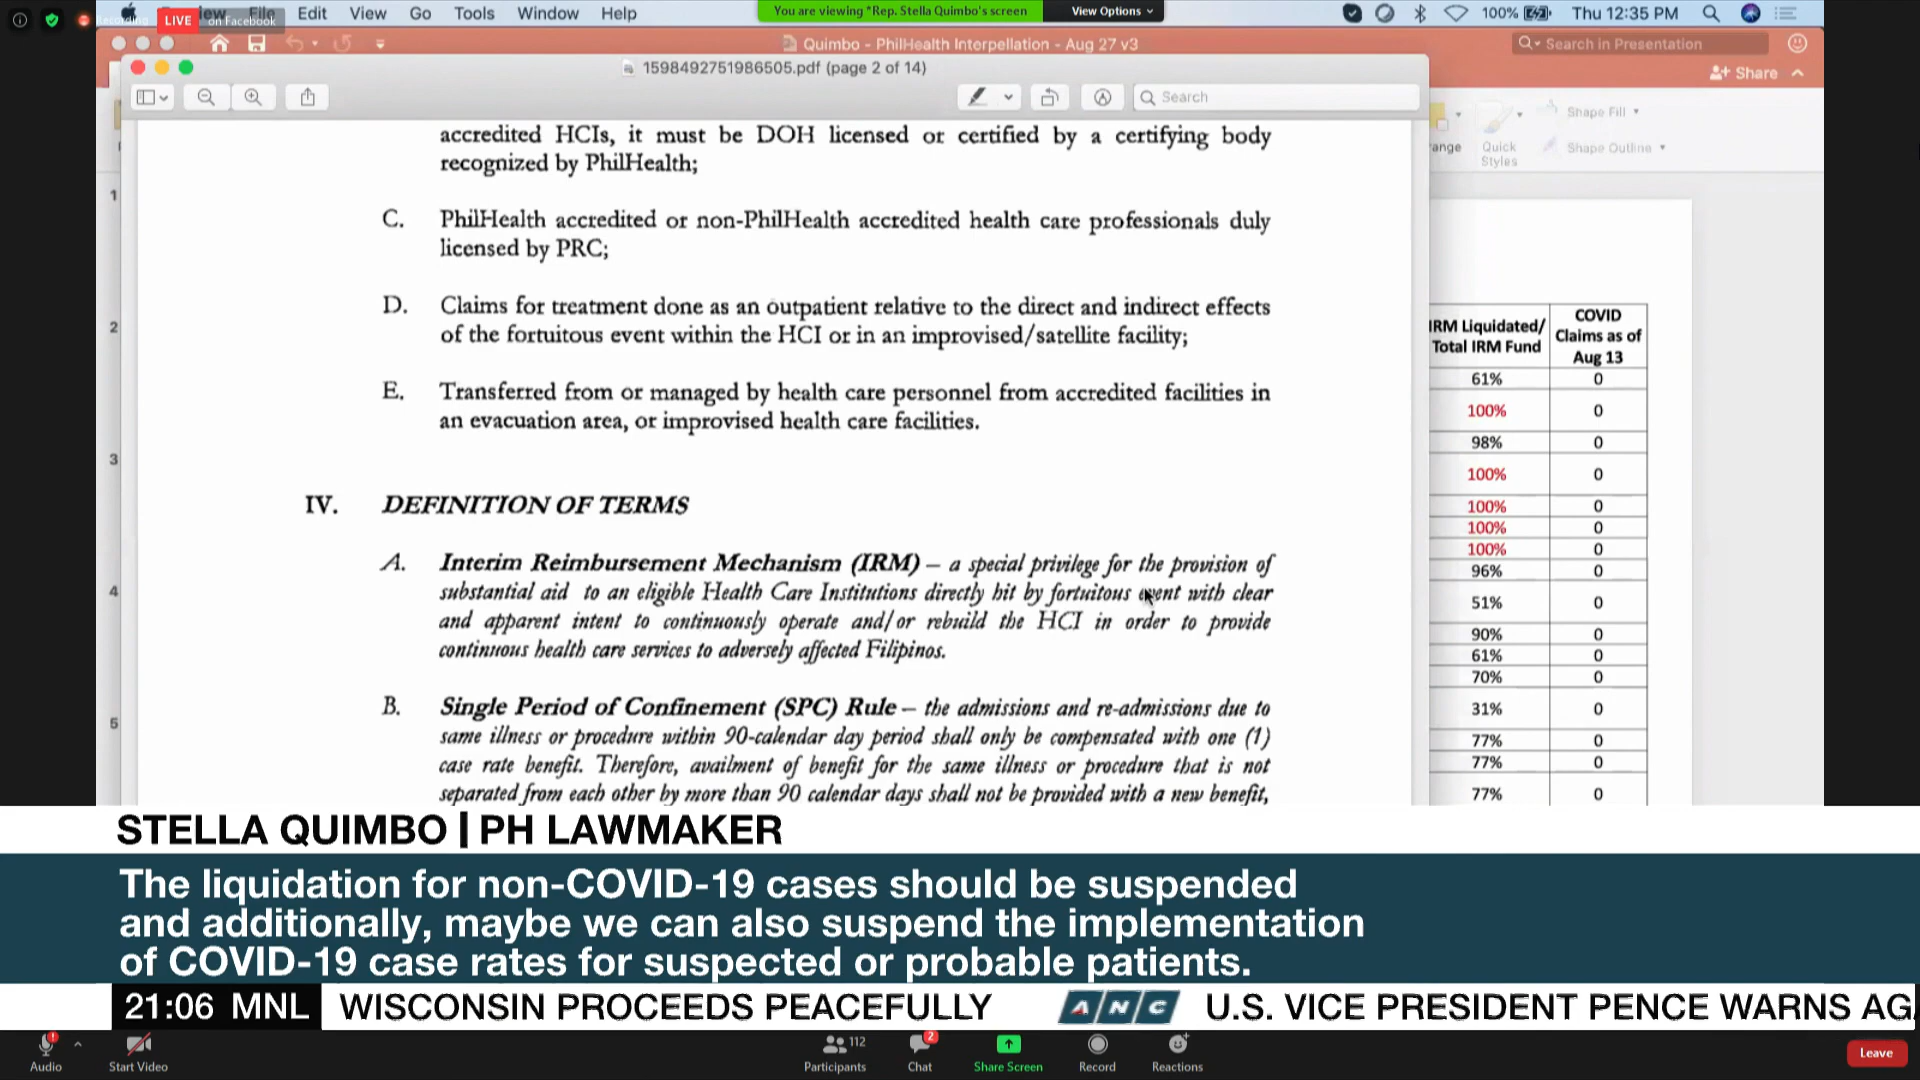 Recording
LIVE on Facebook
View File Edit View Go Tools Window Help
You are viewing "Rep. Stella Quimbo's screen
View Options
100% Thu 12:35 PM
Quimbo - PhilHealth Interpellation - Aug 27 v3
Search in Presentation
Share
1598492751986505.pdf (page 2 of 14)
Search
Shape Fill
Shape Outline
Quick
Styles
accredited HCIs, it must be DOH licensed or certified by a certifying body
recognized by PhilHealth;
C. PhilHealth accredited or non-PhilHealth accredited health care professionals duly
licensed by PRC;
D. Claims for treatment done as an outpatient relative to the direct and indirect effects
of the fortuitous event within the HCI or in an improvised/satellite facility;
E. Transferred from or managed by health care personnel from accredited facilities in
an evacuation area, or improvised health care facilities.
IV. DEFINITION OF TERMS
A. Interim Reimbursement Mechanism (IRM) – a special privilege for the provision of
substantial aid to an eligible Health Care Institutions directly hit by fortuitous event with clear
and apparent intent to continuously operate and/or rebuild the HCI in order to provide
continuous health care services to adversely affected Filipinos.
B. Single Period of Confinement (SPC) Rule – the admissions and re-admissions due to
same illness or procedure within 90-calendar day period shall only be compensated with one (1)
case rate benefit. Therefore, availment of benefit for the same illness or procedure that is not
separated from each other by more than 90 calendar days shall not be provided with a new benefit,
1
2
3
4
5
IRM Liquidated/
Total IRM Fund
COVID
Claims as of
Aug 13
61% 0
100% 0
98% 0
100% 0
100% 0
100% 0
100% 0
96% 0
51% 0
90% 0
61% 0
70% 0
31% 0
77% 0
77% 0
77% 0
STELLA QUIMBO | PH LAWMAKER
The liquidation for non-COVID-19 cases should be suspended
and additionally, maybe we can also suspend the implementation
of COVID-19 case rates for suspected or probable patients.
21:06 MNL WISCONSIN PROCEEDS PEACEFULLY ANC U.S. VICE PRESIDENT PENCE WARNS AG
Audio
Start Video
112
Participants
2
Chat
Share Screen
Record
Reactions
Leave